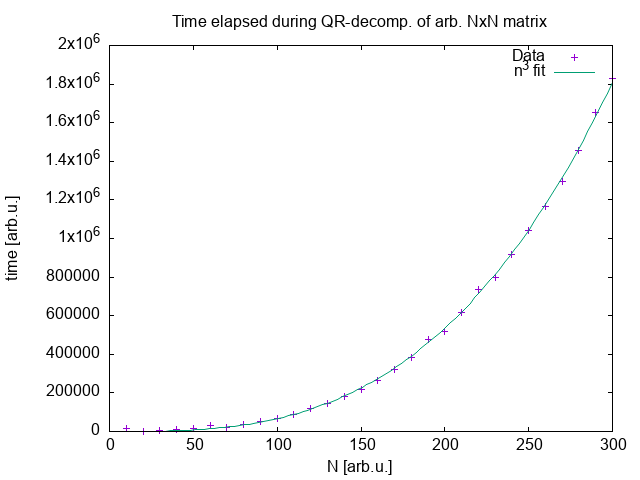 Time elapsed during QR-decomp. of arb. NxN matrix
Data
n³ fit
2x10⁶
1.8x10⁶
1.6x10⁶
1.4x10⁶
1.2x10⁶
1x10⁶
800000
600000
400000
200000
0
time [arb.u.]
0 50 100 150 200 250 300
N [arb.u.]